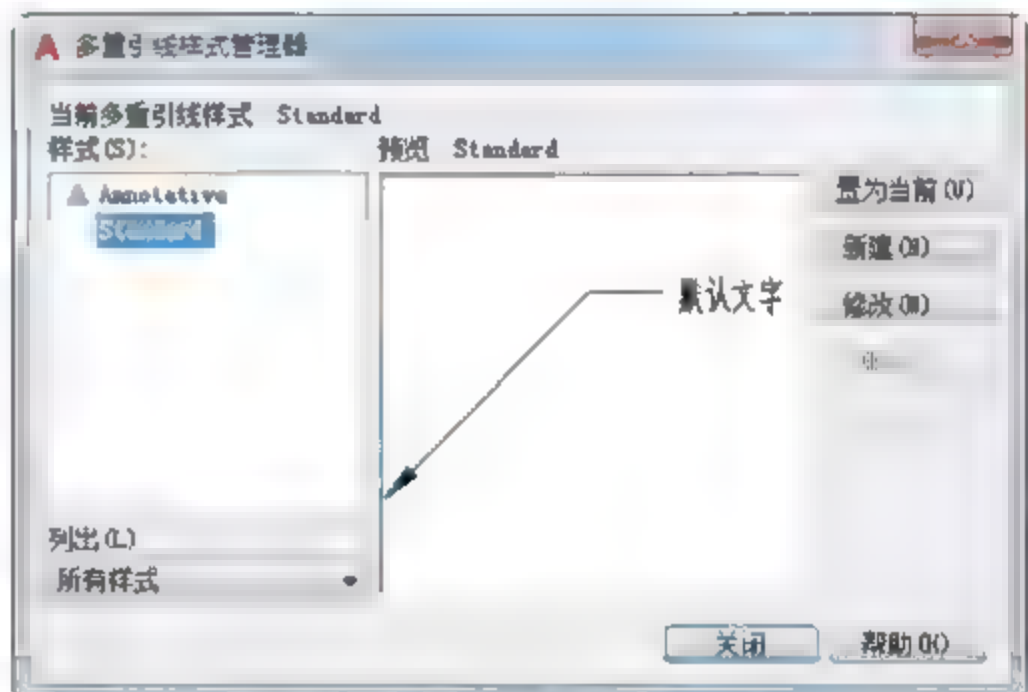 多重引线样式管理器
当前多重引线样式 Standard
样式(S):
预览 Standard
Annotative
Standard
默认文字
置为当前(U)
新建(N)
修改(M)
列出(L)
所有样式
关闭
帮助(H)